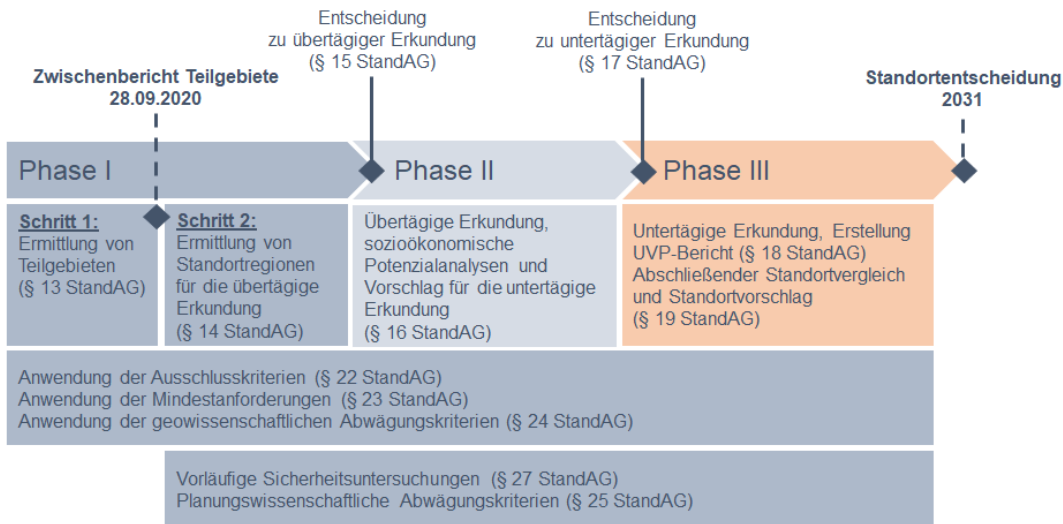 Entscheidung
zu übertägiger Erkundung
(§ 15 StandAG)
Entscheidung
zu untertägiger Erkundung
(§ 17 StandAG)
Zwischenbericht Teilgebiete
28.09.2020
Standortentscheidung
2031
Phase I
Phase II
Phase III
Schritt 1:
Ermittlung von
Teilgebieten
(§ 13 StandAG)
Schritt 2:
Ermittlung von
Standortregionen
für die übertägige
Erkundung
(§ 14 StandAG)
Übertägige Erkundung,
sozioökonomische
Potenzialanalysen und
Vorschlag für die untertägige
Erkundung
(§ 16 StandAG)
Untertägige Erkundung, Erstellung
UVP-Bericht (§ 18 StandAG)
Abschließender Standortvergleich
und Standortvorschlag
(§ 19 StandAG)
Anwendung der Ausschlusskriterien (§ 22 StandAG)
Anwendung der Mindestanforderungen (§ 23 StandAG)
Anwendung der geowissenschaftlichen Abwägungskriterien (§ 24 StandAG)
Vorläufige Sicherheitsuntersuchungen (§ 27 StandAG)
Planungswissenschaftliche Abwägungskriterien (§ 25 StandAG)